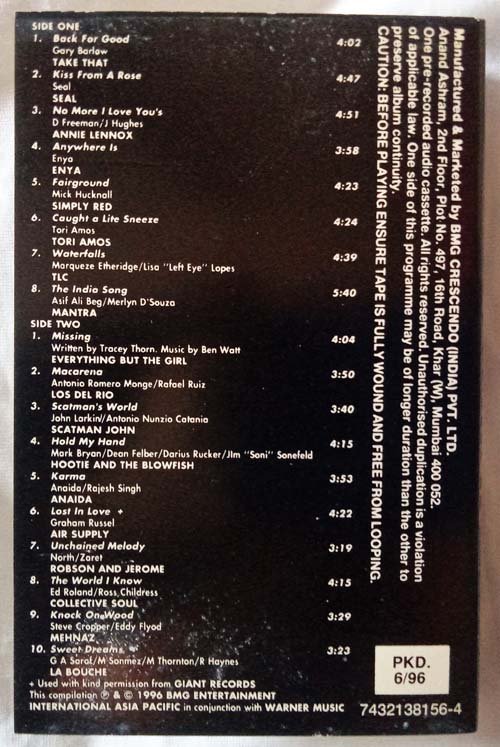 SIDE ONE
1. Back For Good 4:02
Gary Barlow
TAKE THAT
2. Kiss From A Rose 4:47
Seal
SEAL
3. No More I Love You's 4:51
D Freeman/J Hughes
ANNIE LENNOX
4. Anywhere Is 3:58
Enya
ENYA
5. Fairground 4:23
Mick Hucknall
SIMPLY RED
6. Caught a Lite Sneeze 4:24
Tori Amos
TORI AMOS
7. Waterfalls 4:39
Marqueze Etheridge/Lisa "Left Eye" Lopes
TLC
8. The India Song 5:40
Asif Ali Beg/Merlyn D'Souza
MANTRA
SIDE TWO
1. Missing 4:04
Written by Tracey Thorn. Music by Ben Watt
EVERYTHING BUT THE GIRL
2. Macarena 3:50
Antonio Romero Monge/Rafael Ruiz
LOS DEL RIO
3. Scatman's World 3:40
John Larkin/Antonio Nunzio Catania
SCATMAN JOHN
4. Hold My Hand 4:15
Mark Bryan/Dean Felber/Darius Rucker/JIm "Soni" Sonefeld
HOOTIE AND THE BLOWFISH
5. Karma 3:53
Anaida/Rajesh Singh
ANAIDA
6. Lost In Love + 4:22
Graham Russel
AIR SUPPLY
7. Unchained Melody 3:19
North/Zaret
ROBSON AND JEROME
8. The World I Know 4:15
Ed Roland/Ross Childress
COLLECTIVE SOUL
9. Knock On Wood 3:29
Steve Cropper/Eddy Flyod
MEHNAZ
10. Sweet Dreams 3:23
G A Saraf/M Sonmez/M Thornton/R Haynes
LA BOUCHE
+ Used with kind permission from GIANT RECORDS
This compilation ℗ & © 1996 BMG ENTERTAINMENT
INTERNATIONAL ASIA PACIFIC in conjunction with WARNER MUSIC
Manufactured & Marketed by BMG CRESCENDO (INDIA) PVT. LTD.
Anand Ashram, 2nd Floor, Plot No. 497, 16th Road, Khar (W), Mumbai 400 052.
One pre-recorded audio cassette. All rights reserved. Unauthorised duplication is a violation
of applicable law. One side of this programme may be of longer duration than the other to
preserve album continuity.
CAUTION: BEFORE PLAYING ENSURE TAPE IS FULLY WOUND AND FREE FROM LOOPING.
PKD.
6/96
7432138156-4